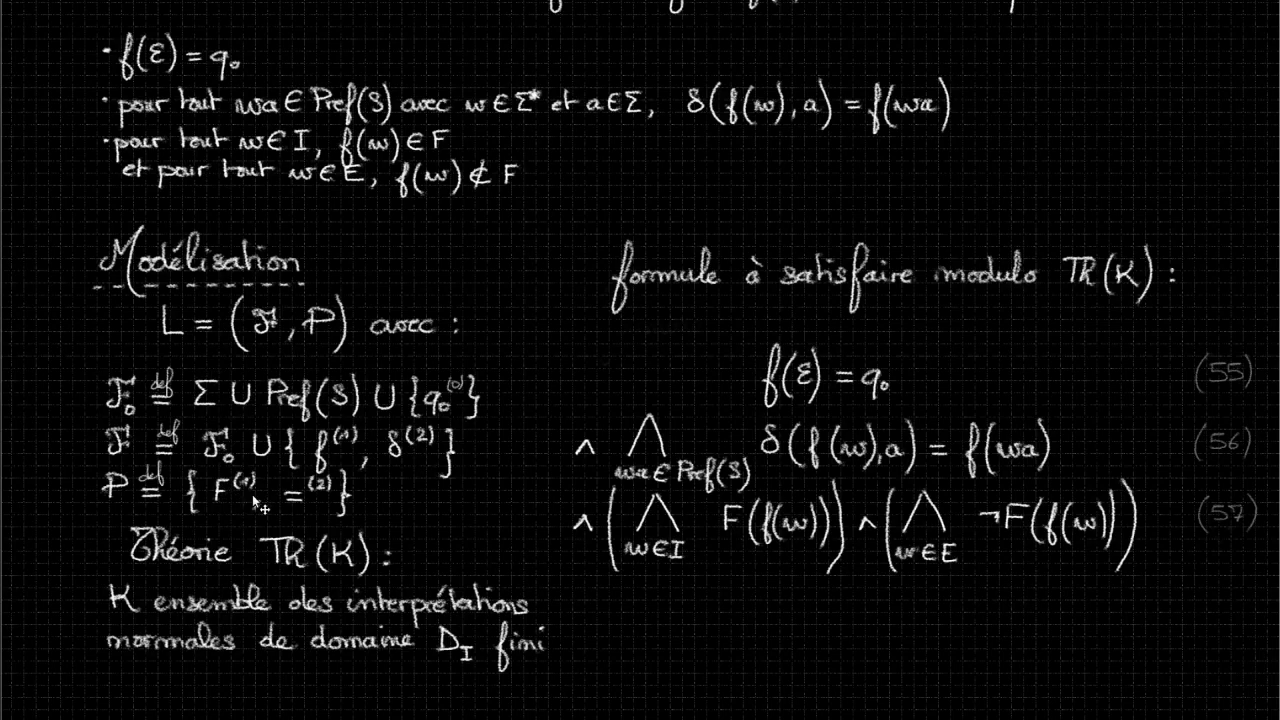 · f(ε) = q₀
· pour tout wa ∈ Pref(S) avec w ∈ Σ* et a ∈ Σ, δ(f(w), a) = f(wa)
· pour tout w ∈ I, f(w) ∈ F
et pour tout w ∈ E, f(w) ∉ F
Modélisation
L = (ℱ, P) avec :
ℱ₀ ≝ Σ ∪ Pref(S) ∪ {q₀⁽⁰⁾}
ℱ ≝ ℱ₀ ∪ { f⁽¹⁾, δ⁽²⁾ }
P ≝ { F⁽¹⁾, =⁽²⁾ }
Théorie TR(K) :
K ensemble des interprétations
normales de domaine D_I fini
formule à satisfaire modulo TR(K) :
f(ε) = q₀ (55)
∧ ⋀_{wa ∈ Pref(S)} δ(f(w), a) = f(wa) (56)
∧ (⋀_{w ∈ I} F(f(w))) ∧ (⋀_{w ∈ E} ¬F(f(w))) (57)